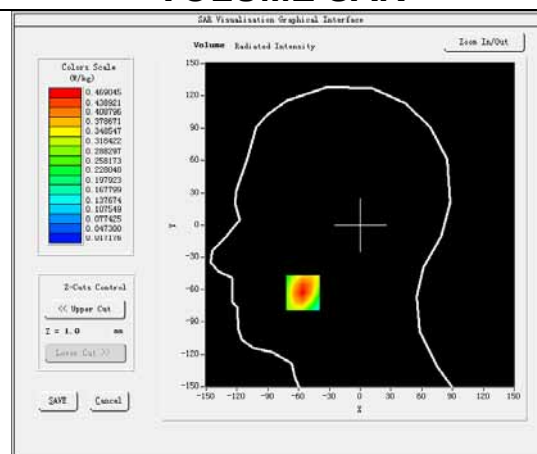 VOLUME SAR
SAR Visualisation Graphical Interface
Volume Radiated Intensity
Zoom In/Out
Colors Scale
(W/kg)
0.469045
0.438921
0.408796
0.378671
0.348547
0.318422
0.288297
0.258173
0.228048
0.197923
0.167799
0.137674
0.107549
0.077425
0.047300
0.017176
Z-Cuts Control
<< Upper Cut
Z = 1.0 mm
Lower Cut >>
SAVE Cancel
150
120
90
60
30
0
-30
-60
-90
-120
-150
Y
-150 -120 -90 -60 -30 0 30 60 90 120 150
X